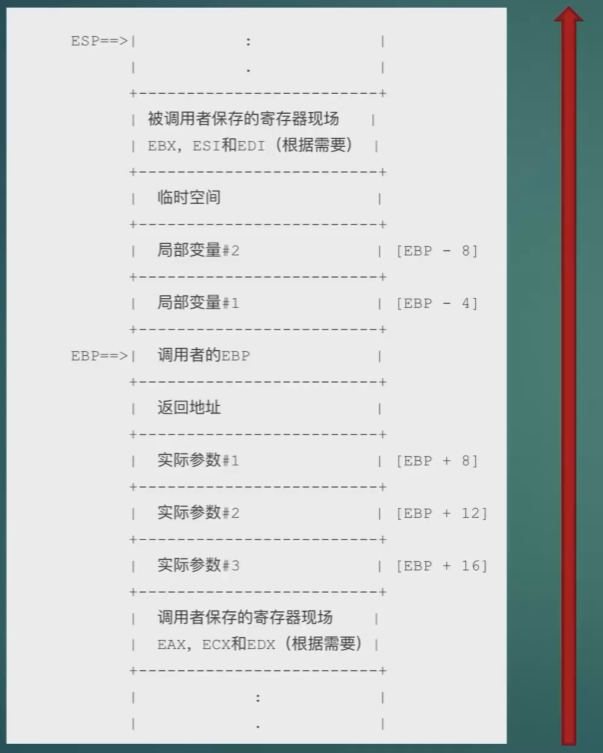 ESP==>|            :             |
      |            .             |
      +--------------------------+
      | 被调用者保存的寄存器现场   |
      | EBX, ESI和EDI（根据需要） |
      +--------------------------+
      |  临时空间                |
      +--------------------------+
      |  局部变量#2              | [EBP - 8]
      +--------------------------+
      |  局部变量#1              | [EBP - 4]
      +--------------------------+
EBP==>|  调用者的EBP             |
      +--------------------------+
      |  返回地址                |
      +--------------------------+
      |  实际参数#1              | [EBP + 8]
      +--------------------------+
      |  实际参数#2              | [EBP + 12]
      +--------------------------+
      |  实际参数#3              | [EBP + 16]
      +--------------------------+
      |  调用者保存的寄存器现场    |
      |  EAX, ECX和EDX（根据需要）|
      +--------------------------+
      |            :             |
      |            .             |